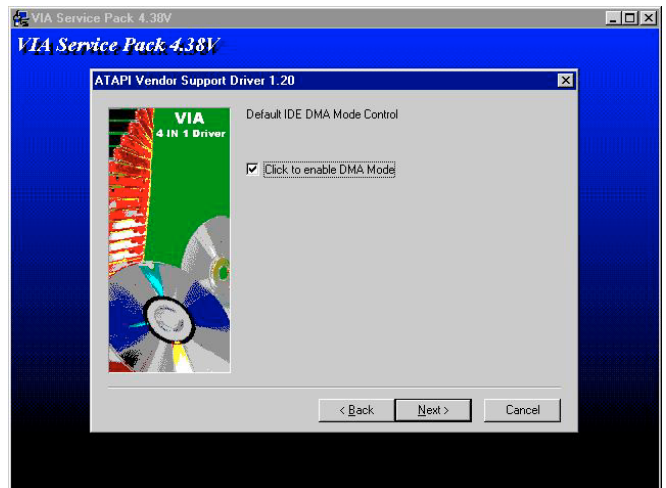 VIA Service Pack 4.38V
VIA Service Pack 4.38V
ATAPI Vendor Support Driver 1.20
VIA
4 IN 1 Driver
Default IDE DMA Mode Control
Click to enable DMA Mode
< Back
Next >
Cancel